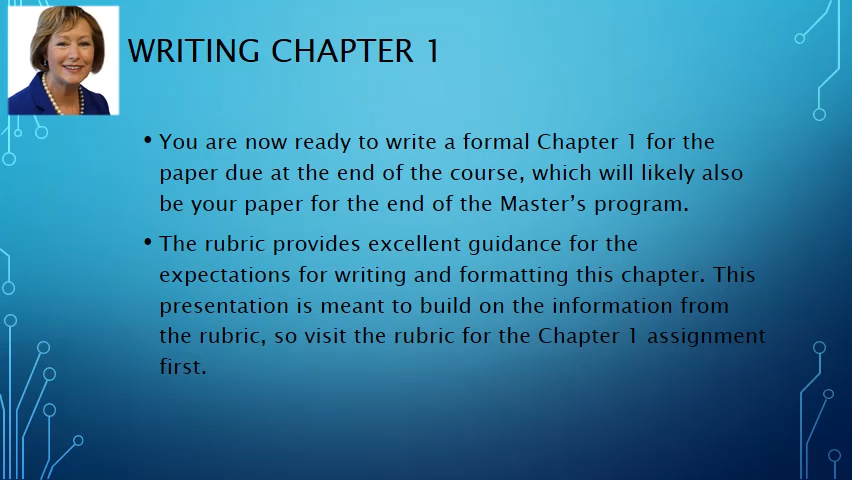 WRITING CHAPTER 1
• You are now ready to write a formal Chapter 1 for the
paper due at the end of the course, which will likely also
be your paper for the end of the Master’s program.
• The rubric provides excellent guidance for the
expectations for writing and formatting this chapter. This
presentation is meant to build on the information from
the rubric, so visit the rubric for the Chapter 1 assignment
first.